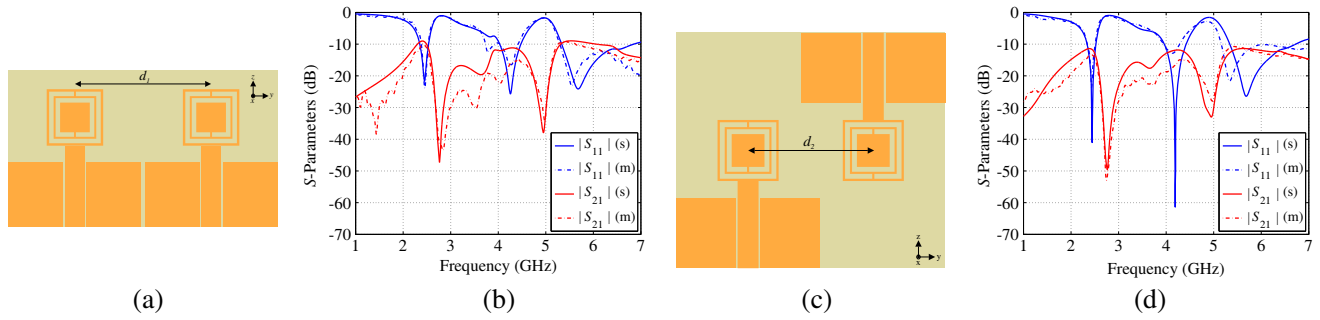 d1
z
x
y
(a)
0
-10
-20
-30
-40
-50
-60
-70
1 2 3 4 5 6 7
S-Parameters (dB)
Frequency (GHz)
| S11 | (s)
| S11 | (m)
| S21 | (s)
| S21 | (m)
(b)
d2
z
x
y
(c)
0
-10
-20
-30
-40
-50
-60
-70
1 2 3 4 5 6 7
S-Parameters (dB)
Frequency (GHz)
| S11 | (s)
| S11 | (m)
| S21 | (s)
| S21 | (m)
(d)